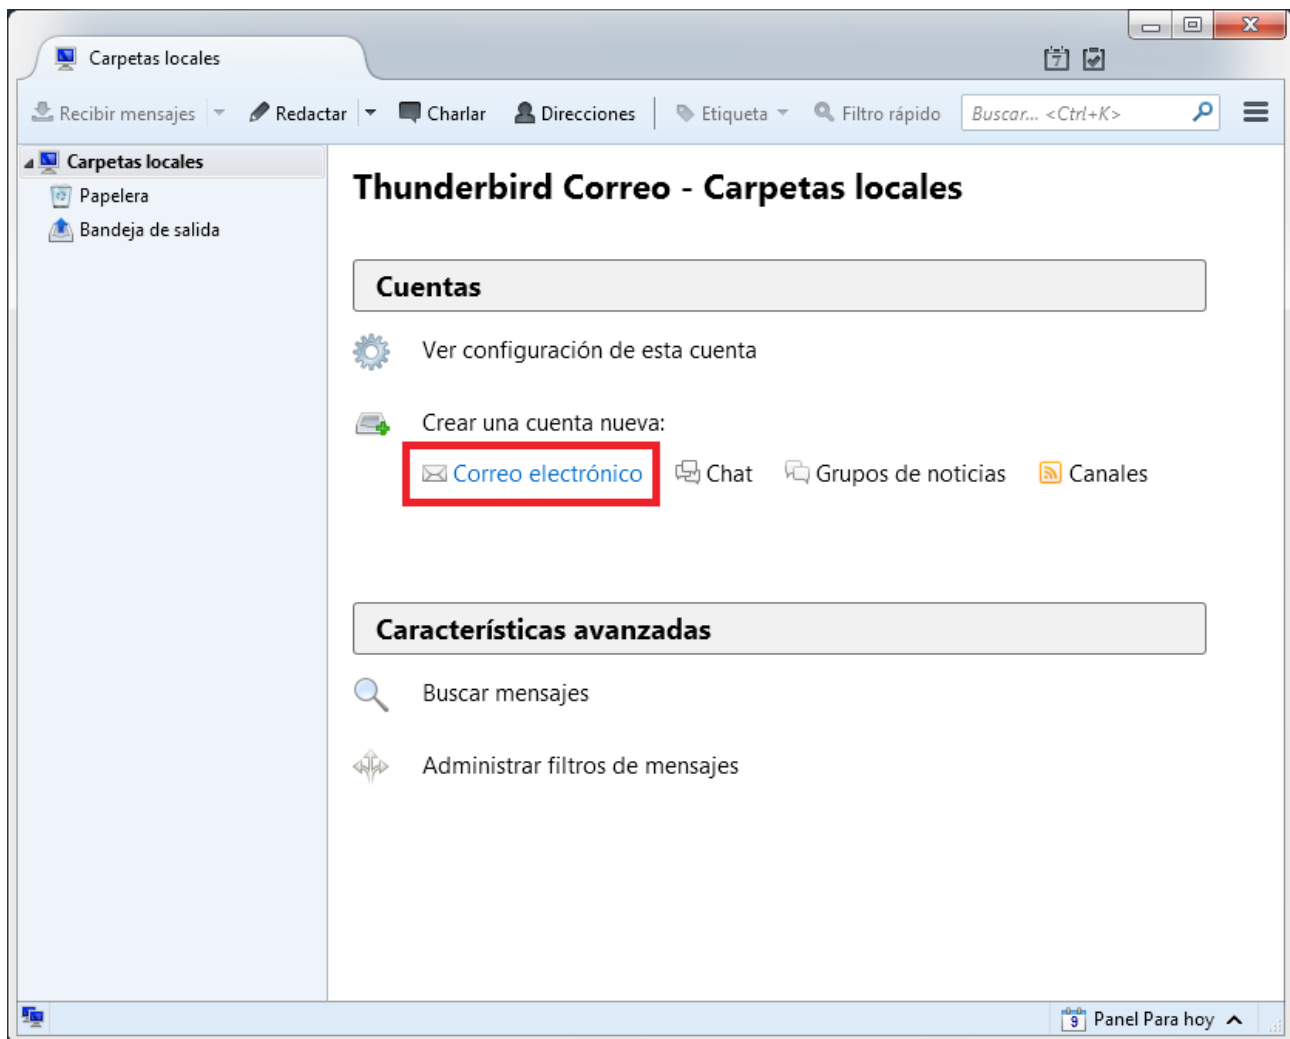 Carpetas locales
7
Recibir mensajes Redactar Charlar Direcciones Etiqueta Filtro rápido Buscar... <Ctrl+K>
Carpetas locales
Papelera
Bandeja de salida
Thunderbird Correo - Carpetas locales
Cuentas
Ver configuración de esta cuenta
Crear una cuenta nueva:
Correo electrónico Chat Grupos de noticias Canales
Características avanzadas
Buscar mensajes
Administrar filtros de mensajes
9 Panel Para hoy